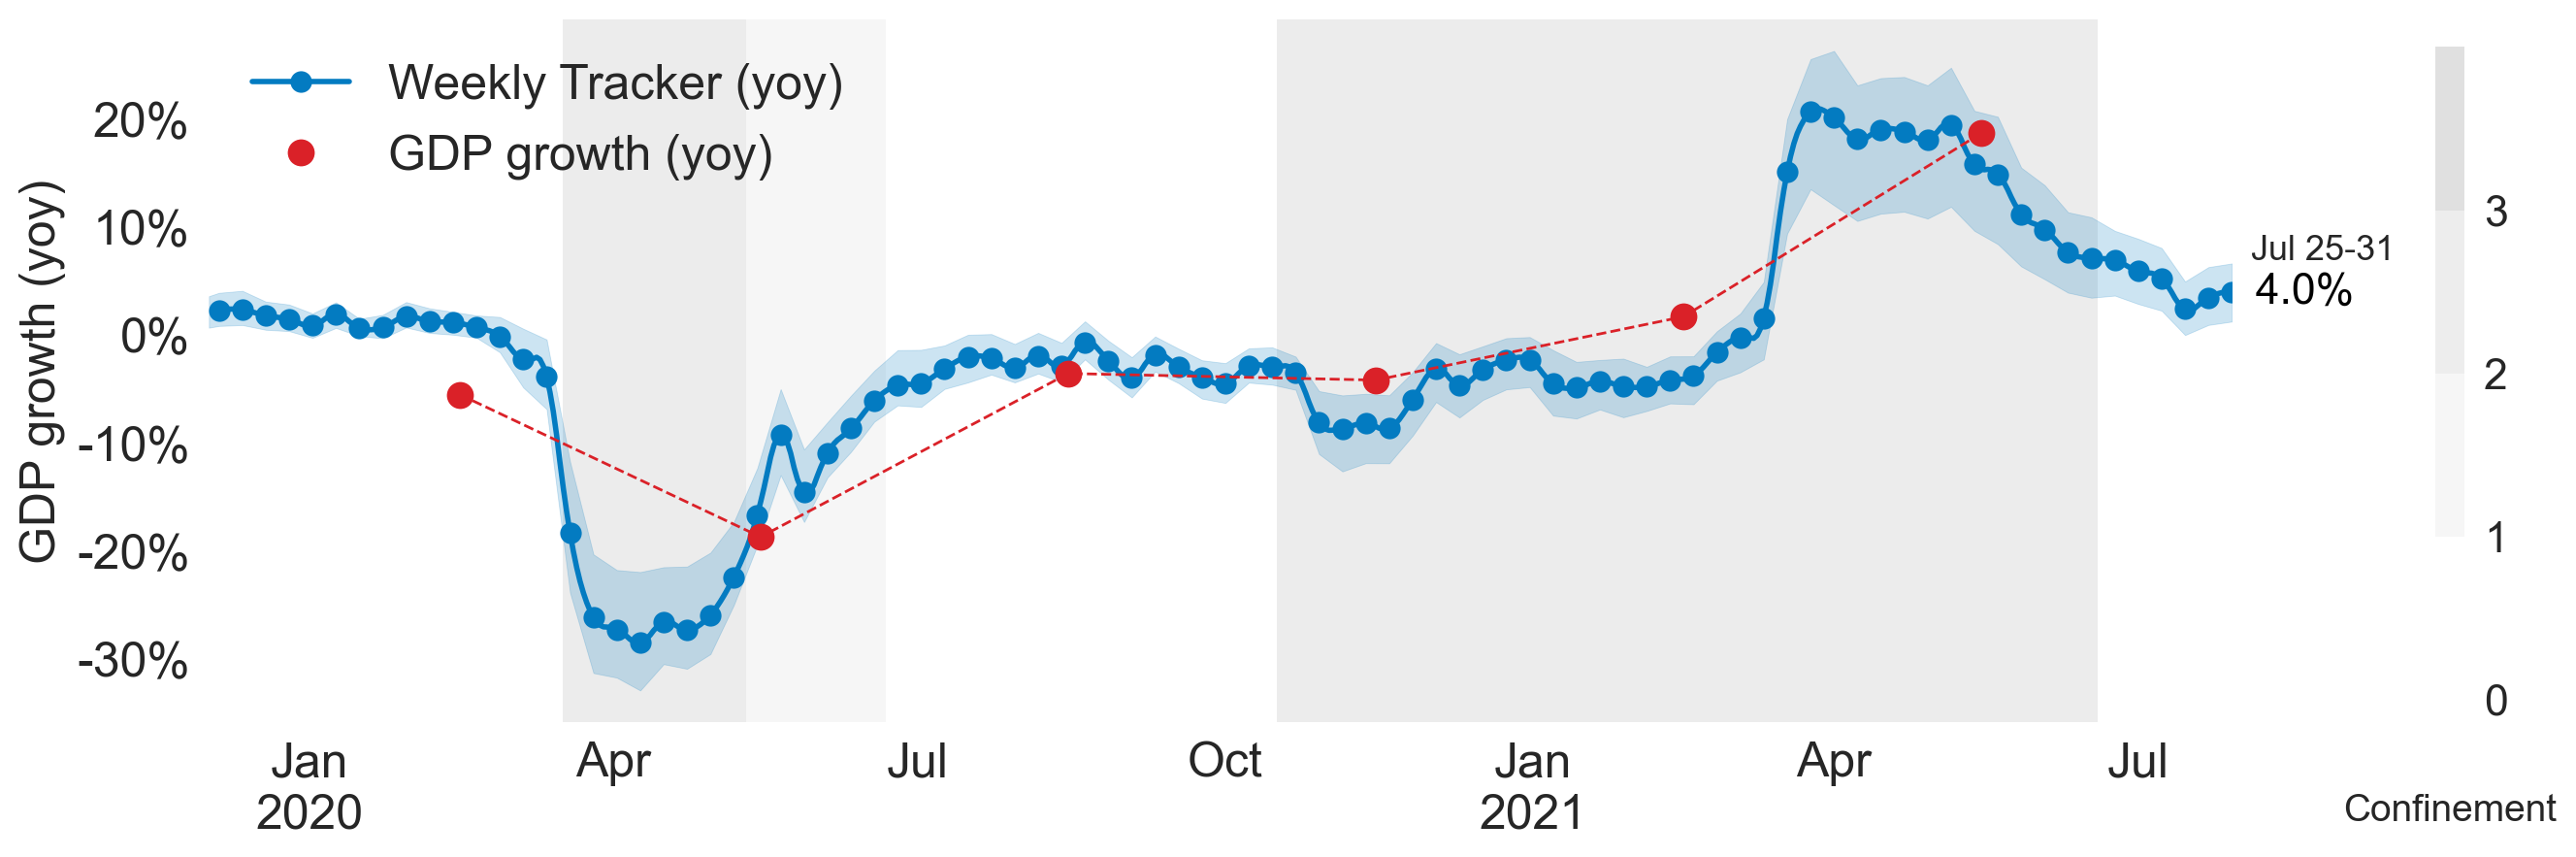 Weekly Tracker (yoy)
GDP growth (yoy)
GDP growth (yoy)
20%
10%
0%
-10%
-20%
-30%
Jan
2020
Apr
Jul
Oct
Jan
2021
Apr
Jul
Jul 25-31
4.0%
3
2
1
0
Confinement